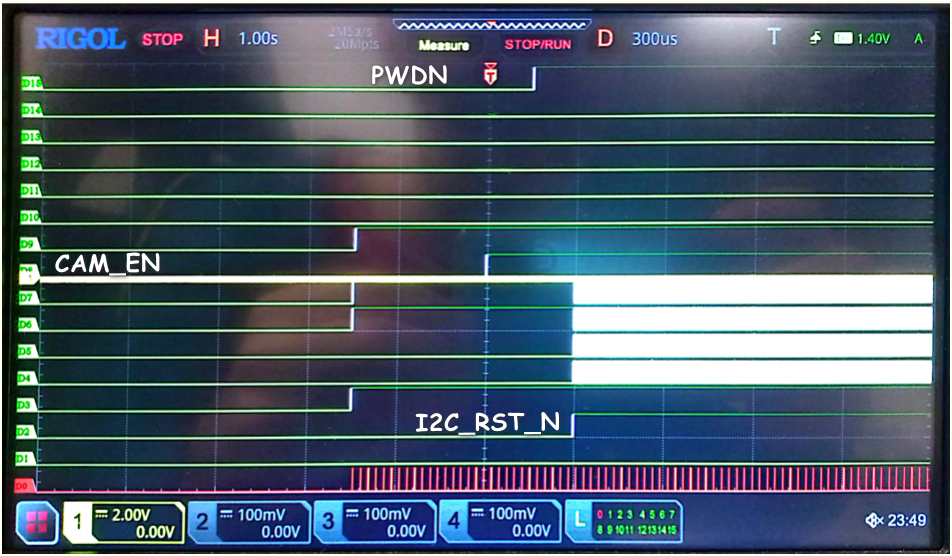 RIGOL STOP H 1.00s 2MSa/s 20Mpts Measure STOP/RUN D 300us T 1.40V A
PWDN T
D15
D14
D13
D12
D11
D10
D9
CAM_EN
D7
D6
D5
D4
D3
I2C_RST_N
D2
D1
D0
1 2.00V 0.00V 2 100mV 0.00V 3 100mV 0.00V 4 100mV 0.00V L 0 1 2 3 4 5 6 7
8 9 10 11 12 13 14 15
23:49